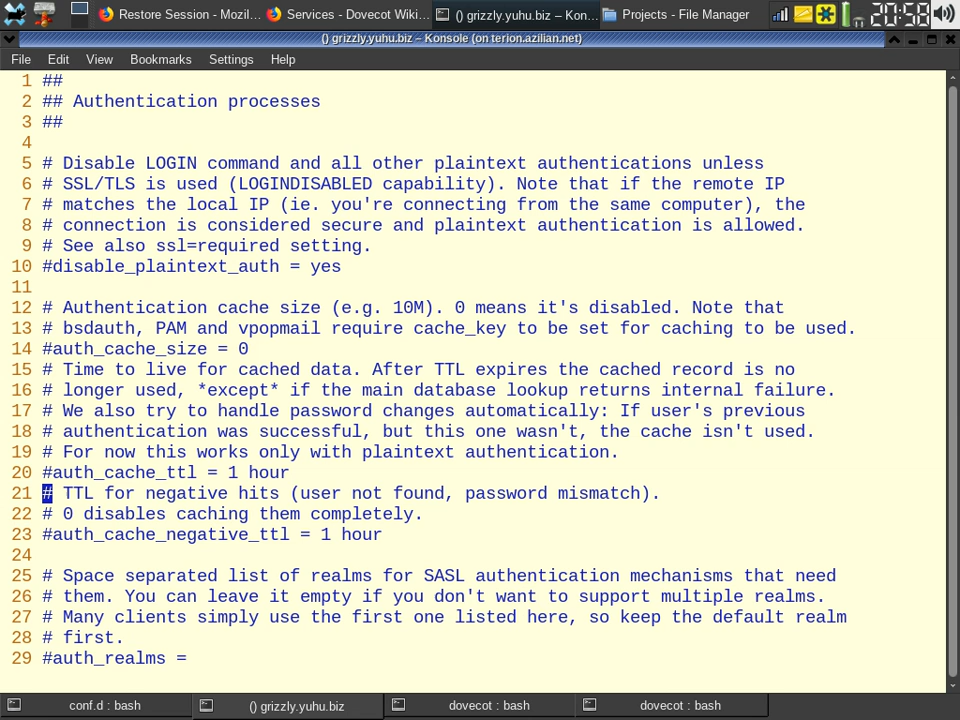 Restore Session - Mozil...
Services - Dovecot Wiki...
() grizzly.yuhu.biz – Kon...
Projects - File Manager
20:58
() grizzly.yuhu.biz – Konsole (on terion.azilian.net)
File Edit View Bookmarks Settings Help
1 ##
2 ## Authentication processes
3 ##
4
5 # Disable LOGIN command and all other plaintext authentications unless
6 # SSL/TLS is used (LOGINDISABLED capability). Note that if the remote IP
7 # matches the local IP (ie. you're connecting from the same computer), the
8 # connection is considered secure and plaintext authentication is allowed.
9 # See also ssl=required setting.
10 #disable_plaintext_auth = yes
11
12 # Authentication cache size (e.g. 10M). 0 means it's disabled. Note that
13 # bsdauth, PAM and vpopmail require cache_key to be set for caching to be used.
14 #auth_cache_size = 0
15 # Time to live for cached data. After TTL expires the cached record is no
16 # longer used, *except* if the main database lookup returns internal failure.
17 # We also try to handle password changes automatically: If user's previous
18 # authentication was successful, but this one wasn't, the cache isn't used.
19 # For now this works only with plaintext authentication.
20 #auth_cache_ttl = 1 hour
21 # TTL for negative hits (user not found, password mismatch).
22 # 0 disables caching them completely.
23 #auth_cache_negative_ttl = 1 hour
24
25 # Space separated list of realms for SASL authentication mechanisms that need
26 # them. You can leave it empty if you don't want to support multiple realms.
27 # Many clients simply use the first one listed here, so keep the default realm
28 # first.
29 #auth_realms =
conf.d : bash
() grizzly.yuhu.biz
dovecot : bash
dovecot : bash